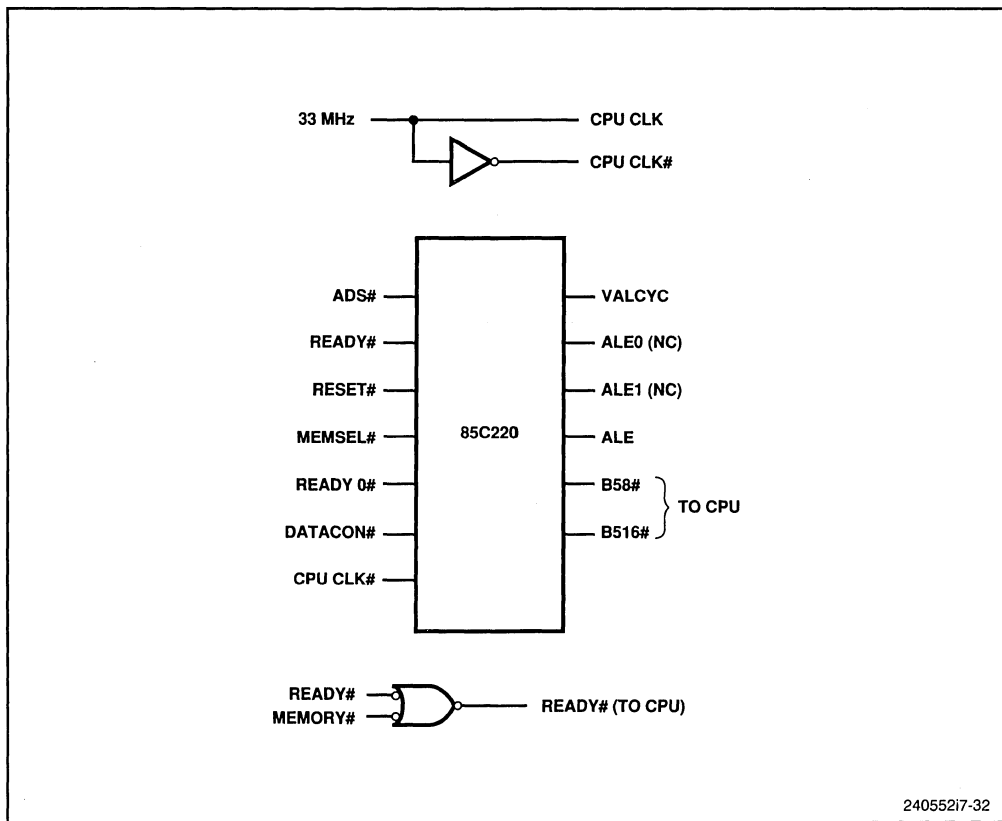 33 MHz
CPU CLK
CPU CLK#
ADS#
READY#
RESET#
MEMSEL#
READY 0#
DATACON#
CPU CLK#
85C220
VALCYC
ALE0 (NC)
ALE1 (NC)
ALE
B58#
B516#
TO CPU
READY#
MEMORY#
READY# (TO CPU)
240552i7-32